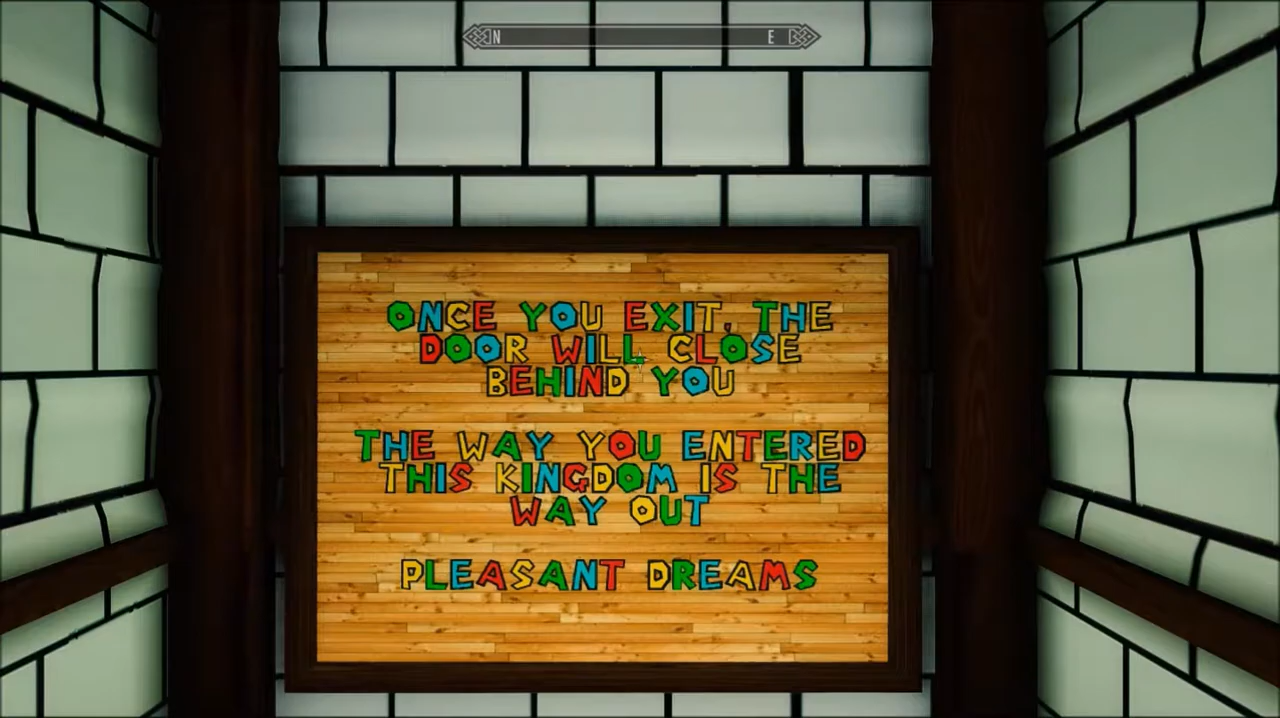 N E
ONCE YOU EXIT, THE
DOOR WILL CLOSE
BEHIND YOU
THE WAY YOU ENTERED
THIS KINGDOM IS THE
WAY OUT
PLEASANT DREAMS